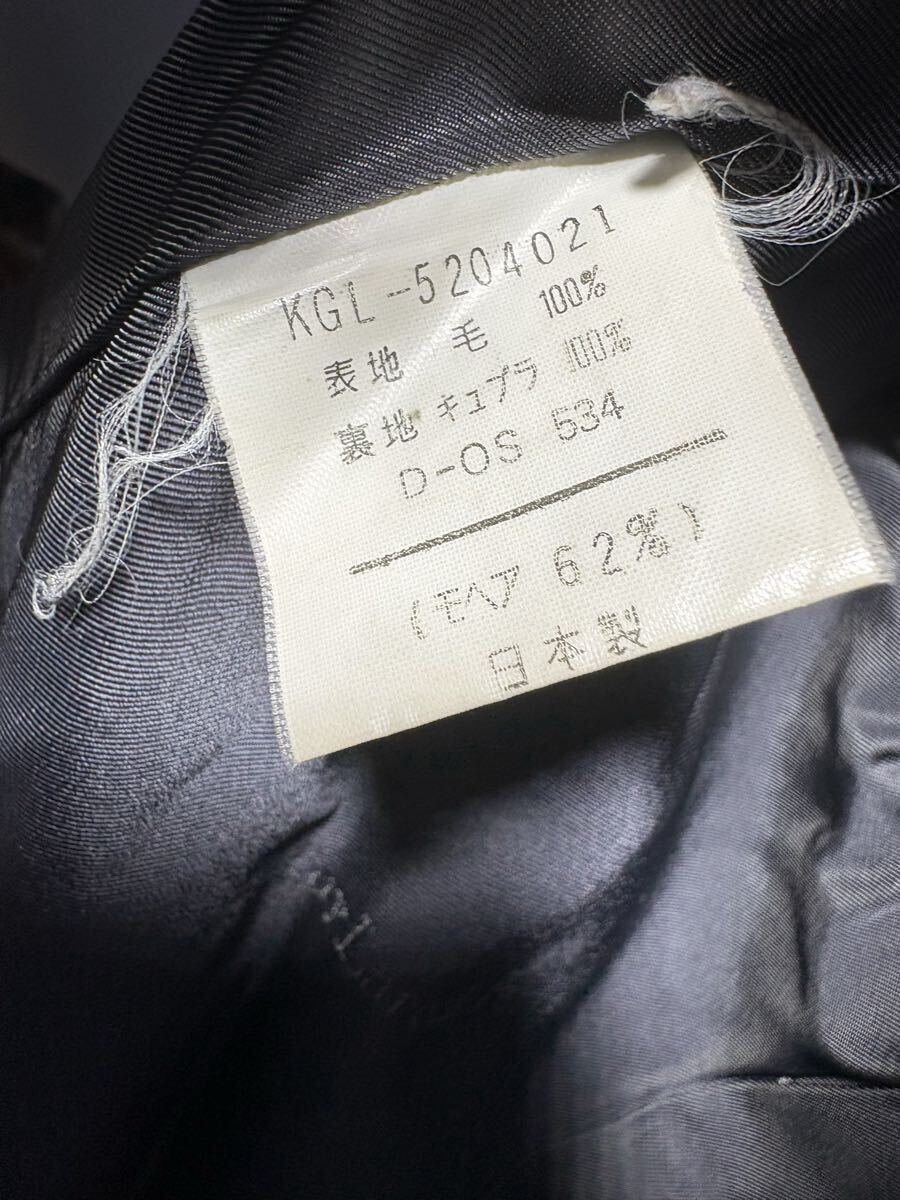 KGL-5204021
表地 毛 100%
裏地 キュプラ 100%
D-OS 534
(モヘア 62%)
日本製